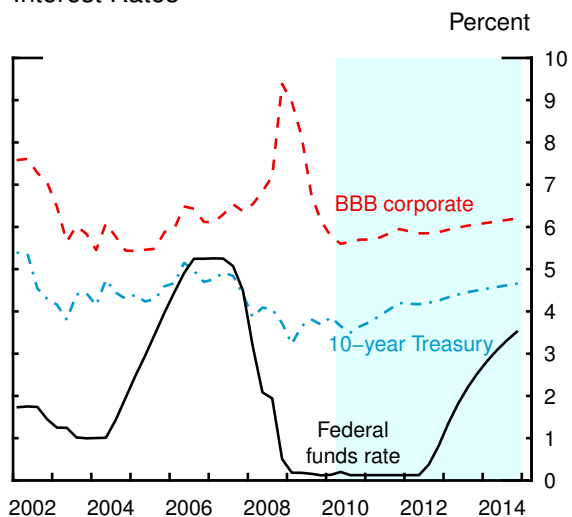 Interest Rates
Percent
10
9
8
7
6
5
4
3
2
1
0
BBB corporate
10−year Treasury
Federal
funds rate
2002 2004 2006 2008 2010 2012 2014